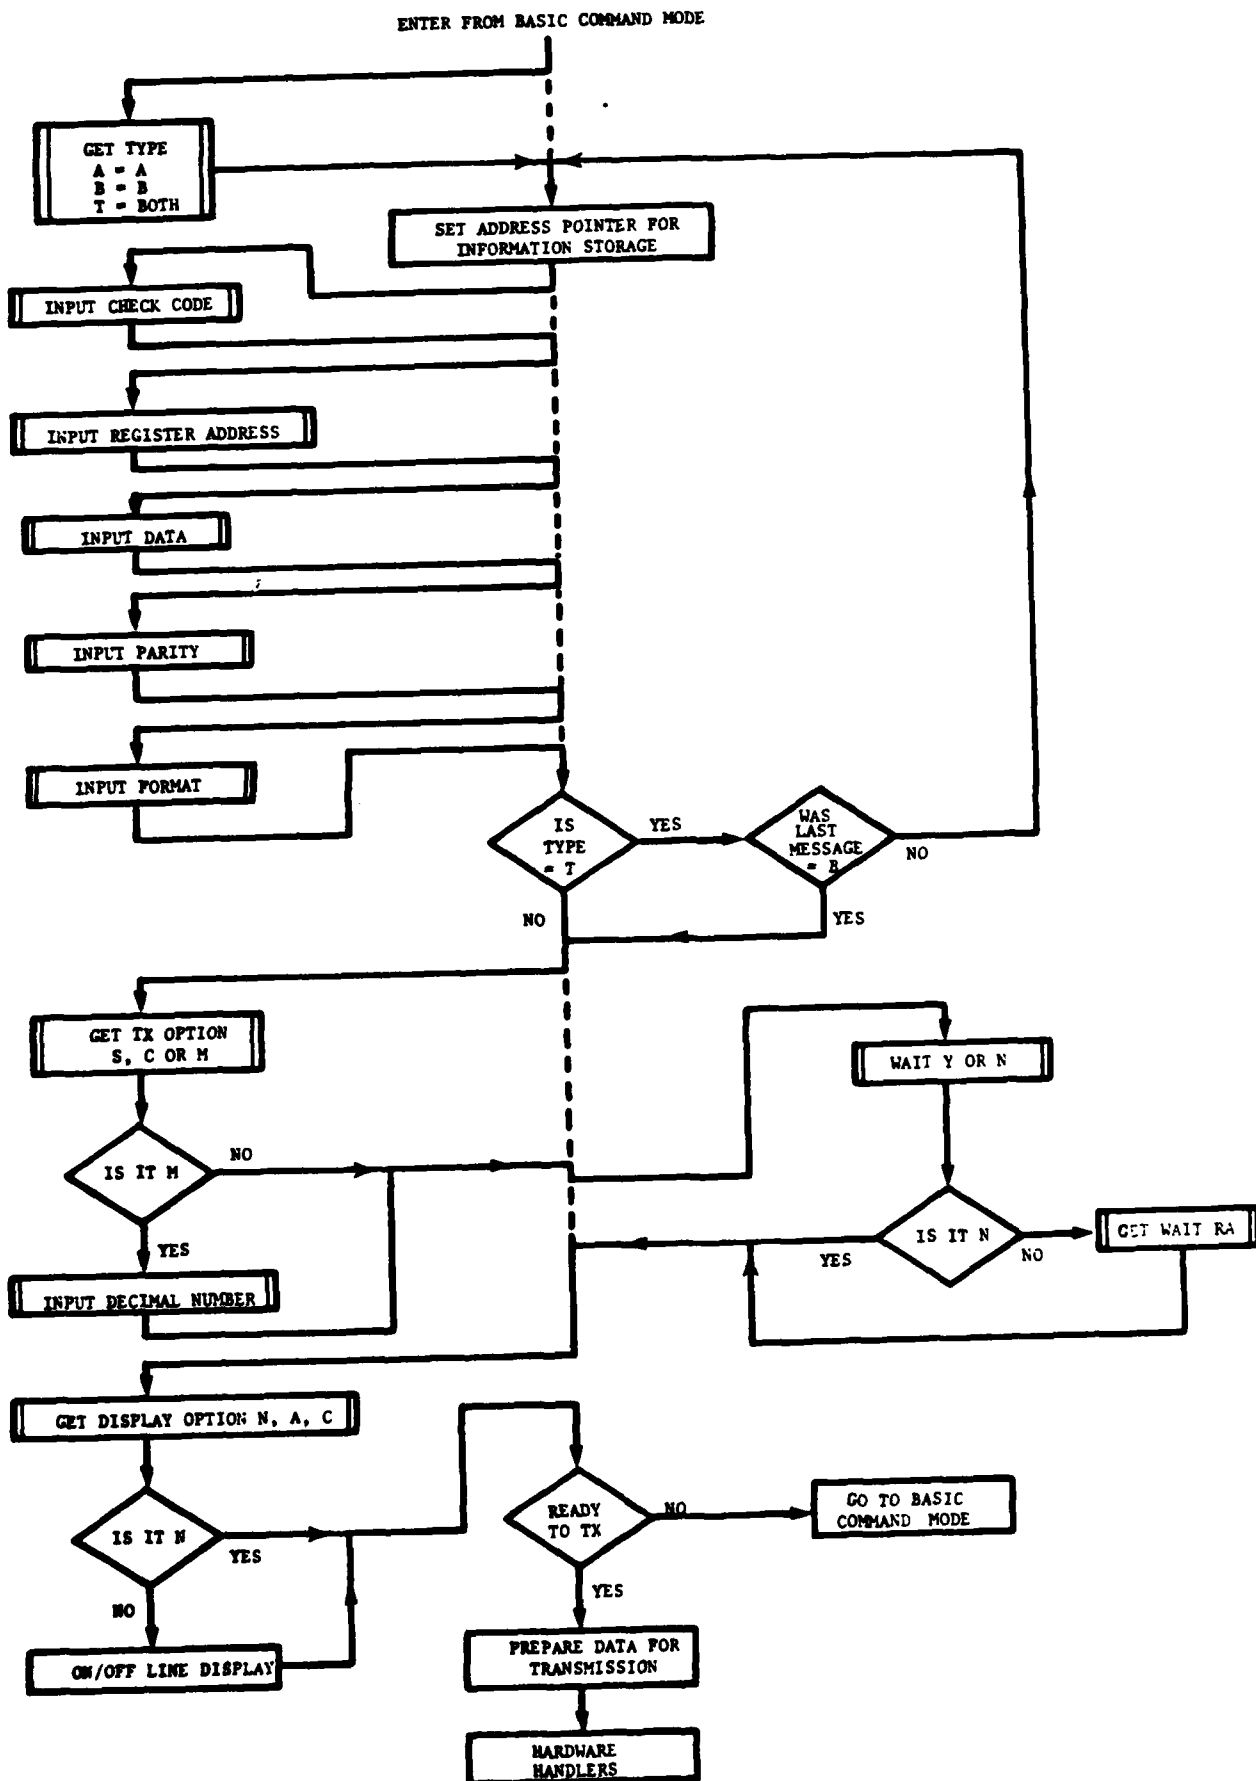 ENTER FROM BASIC COMMAND MODE
GET TYPE
A = A
B = B
T = BOTH
SET ADDRESS POINTER FOR
INFORMATION STORAGE
INPUT CHECK CODE
INPUT REGISTER ADDRESS
INPUT DATA
INPUT PARITY
INPUT FORMAT
IS
TYPE
= T
YES
WAS
LAST
MESSAGE
= B
NO
NO
YES
GET TX OPTION
S, C OR M
WAIT Y OR N
IS IT M
NO
YES
IS IT N
YES
NO
GET WAIT RA
INPUT DECIMAL NUMBER
GET DISPLAY OPTION N, A, C
IS IT N
YES
NO
READY
TO TX
NO
GO TO BASIC
COMMAND MODE
YES
ON/OFF LINE DISPLAY
PREPARE DATA FOR
TRANSMISSION
HARDWARE
HANDLERS